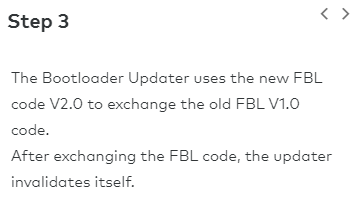 Step 3
The Bootloader Updater uses the new FBL
code V2.0 to exchange the old FBL V1.0
code.
After exchanging the FBL code, the updater
invalidates itself.